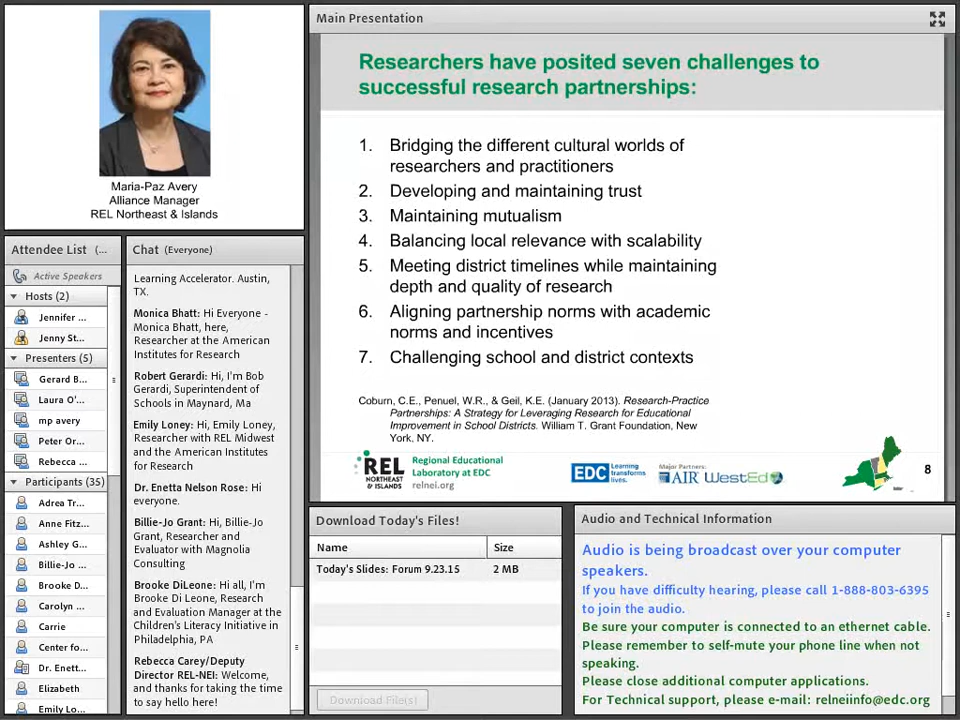 Maria-Paz Avery
Alliance Manager
REL Northeast & Islands
Attendee List (...
Active Speakers
Hosts (2)
Jennifer ...
Jenny St...
Presenters (5)
Gerard B...
Laura O'...
mp avery
Peter Or...
Rebecca ...
Participants (35)
Adrea Tr...
Anne Fitz...
Ashley G...
Billie-Jo ...
Brooke D...
Carolyn ...
Carrie
Center fo...
Dr. Enett...
Elizabeth
Emily Lo...
Chat (Everyone)
Learning Accelerator. Austin,
TX.
Monica Bhatt: Hi Everyone -
Monica Bhatt, here,
Researcher at the American
Institutes for Research
Robert Gerardi: Hi, I'm Bob
Gerardi, Superintendent of
Schools in Maynard, Ma
Emily Loney: Hi, Emily Loney,
Researcher with REL Midwest
and the American Institutes
for Research
Dr. Enetta Nelson Rose: Hi
everyone.
Billie-Jo Grant: Hi, Billie-Jo
Grant, Researcher and
Evaluator with Magnolia
Consulting
Brooke DiLeone: Hi all, I'm
Brooke Di Leone, Research
and Evaluation Manager at the
Children's Literacy Initiative in
Philadelphia, PA
Rebecca Carey/Deputy
Director REL-NEI: Welcome,
and thanks for taking the time
to say hello here!
Main Presentation
Researchers have posited seven challenges to
successful research partnerships:
1. Bridging the different cultural worlds of
researchers and practitioners
2. Developing and maintaining trust
3. Maintaining mutualism
4. Balancing local relevance with scalability
5. Meeting district timelines while maintaining
depth and quality of research
6. Aligning partnership norms with academic
norms and incentives
7. Challenging school and district contexts
Coburn, C.E., Penuel, W.R., & Geil, K.E. (January 2013). Research-Practice
Partnerships: A Strategy for Leveraging Research for Educational
Improvement in School Districts. William T. Grant Foundation, New
York, NY.
REL
NORTHEAST
& ISLANDS
Regional Educational
Laboratory at EDC
relnei.org
EDC Learning
transforms
lives.
Major Partners:
AIR WestEd
8
Download Today's Files!
Name Size
Today's Slides: Forum 9.23.15 2 MB
Download File(s)
Audio and Technical Information
Audio is being broadcast over your computer
speakers.
If you have difficulty hearing, please call 1-888-803-6395
to join the audio.
Be sure your computer is connected to an ethernet cable.
Please remember to self-mute your phone line when not
speaking.
Please close additional computer applications.
For Technical support, please e-mail: relneiinfo@edc.org